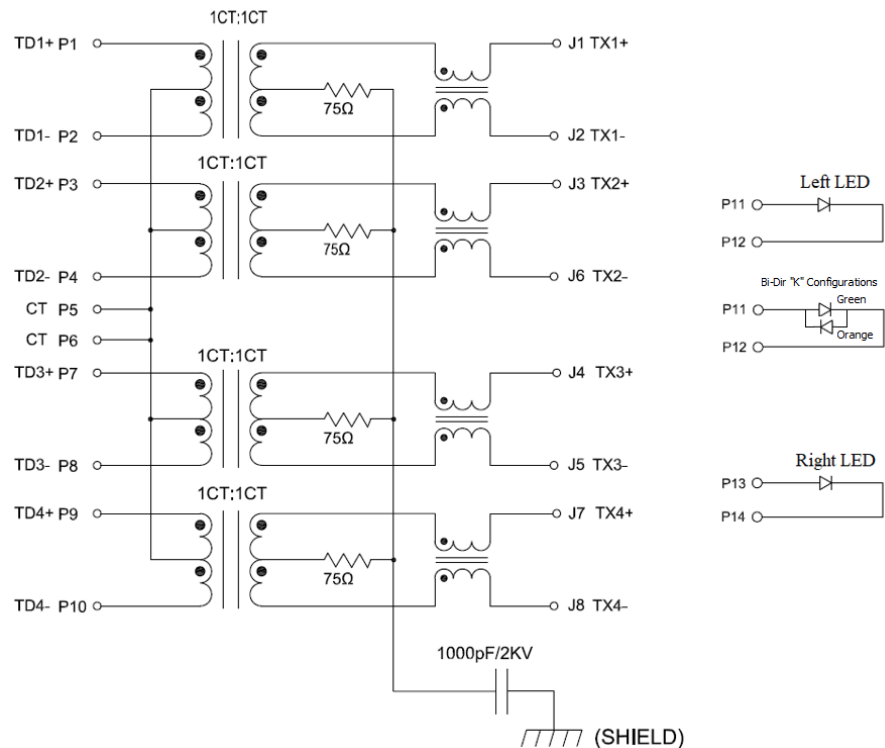 1CT:1CT
TD1+ P1
J1 TX1+
75Ω
TD1- P2
J2 TX1-
1CT:1CT
TD2+ P3
J3 TX2+
75Ω
TD2- P4
J6 TX2-
CT P5
CT P6
1CT:1CT
TD3+ P7
J4 TX3+
75Ω
TD3- P8
J5 TX3-
1CT:1CT
TD4+ P9
J7 TX4+
75Ω
TD4- P10
J8 TX4-
1000pF/2KV
(SHIELD)
Left LED
P11
P12
Bi-Dir "K" Configurations
Green
P11
Orange
P12
Right LED
P13
P14